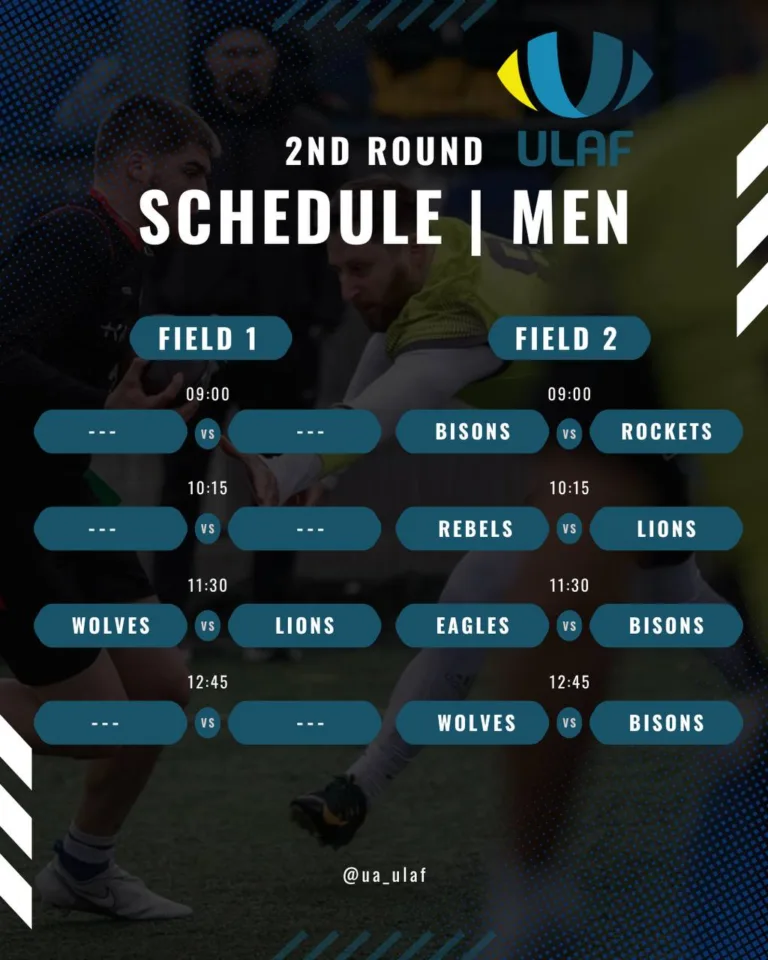 ULAF
2ND ROUND
SCHEDULE | MEN
FIELD 1 FIELD 2
09:00 09:00
--- VS --- BISONS VS ROCKETS
10:15 10:15
--- VS --- REBELS VS LIONS
11:30 11:30
WOLVES VS LIONS EAGLES VS BISONS
12:45 12:45
--- VS --- WOLVES VS BISONS
@ua_ulaf